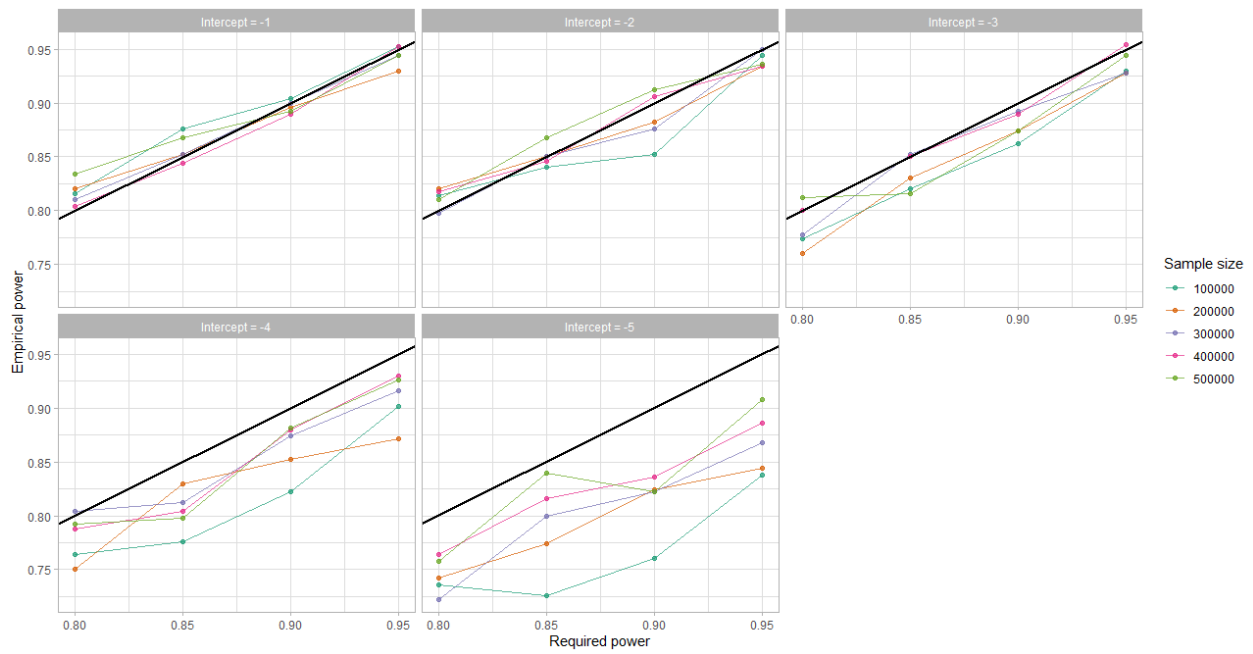 Intercept = -1
Intercept = -2
Intercept = -3
0.95
0.90
0.85
0.80
0.75
0.80 0.85 0.90 0.95
Intercept = -4
Intercept = -5
0.95
0.90
0.85
0.80
0.75
0.80 0.85 0.90 0.95
0.80 0.85 0.90 0.95
Required power
Empirical power
Sample size
100000
200000
300000
400000
500000